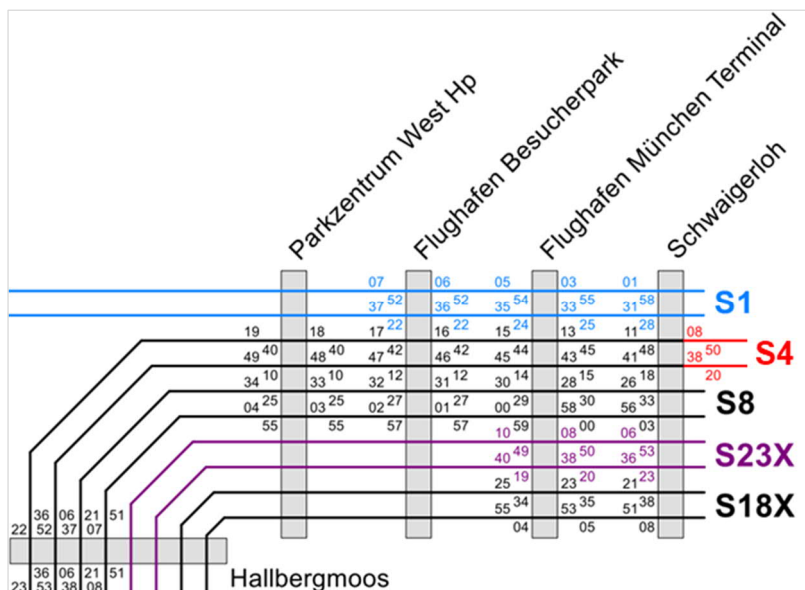 Parkzentrum West Hp
Flughafen Besucherpark
Flughafen München Terminal
Schwaigerloh
07 06 05 03 01
37 52 36 52 35 54 33 55 31 58 S1
22 22 24 25 28
19 18 17 16 15 13 11 08
49 40 48 40 47 42 46 42 45 44 43 45 41 48 38 50 S4
34 10 33 10 32 12 31 12 30 14 28 15 26 18 20
04 25 03 25 02 27 01 27 00 29 58 30 56 33 S8
55 55 57 57 59 00 03
10 08 06
40 49 38 50 36 53 S23X
19 20 23
25 23 21
55 34 53 35 51 38 S18X
04 05 08
36 06 21 51
22 52 37 07
Hallbergmoos
36 06 21 51
23 53 38 08